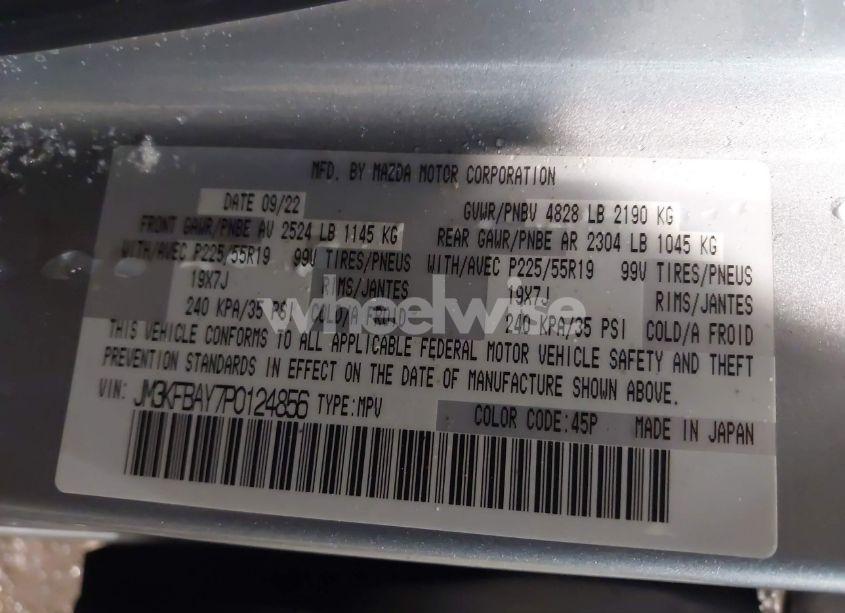 MFD. BY MAZDA MOTOR CORPORATION
DATE 09/22 GVWR/PNBV 4828 LB 2190 KG
FRONT GAWR/PNBE AV 2524 LB 1145 KG REAR GAWR/PNBE AR 2304 LB 1045 KG
WITH/AVEC P225/55R19 99V TIRES/PNEUS WITH/AVEC P225/55R19 99V TIRES/PNEUS
19X7J RIMS/JANTES 19X7J RIMS/JANTES
240 KPA/35 PSI COLD/A FROID 240 KPA/35 PSI COLD/A FROID
wheelwise
THIS VEHICLE CONFORMS TO ALL APPLICABLE FEDERAL MOTOR VEHICLE SAFETY AND THEFT
PREVENTION STANDARDS IN EFFECT ON THE DATE OF MANUFACTURE SHOWN ABOVE.
VIN: JM3KFBAY7P0124856 TYPE:MPV COLOR CODE:45P MADE IN JAPAN